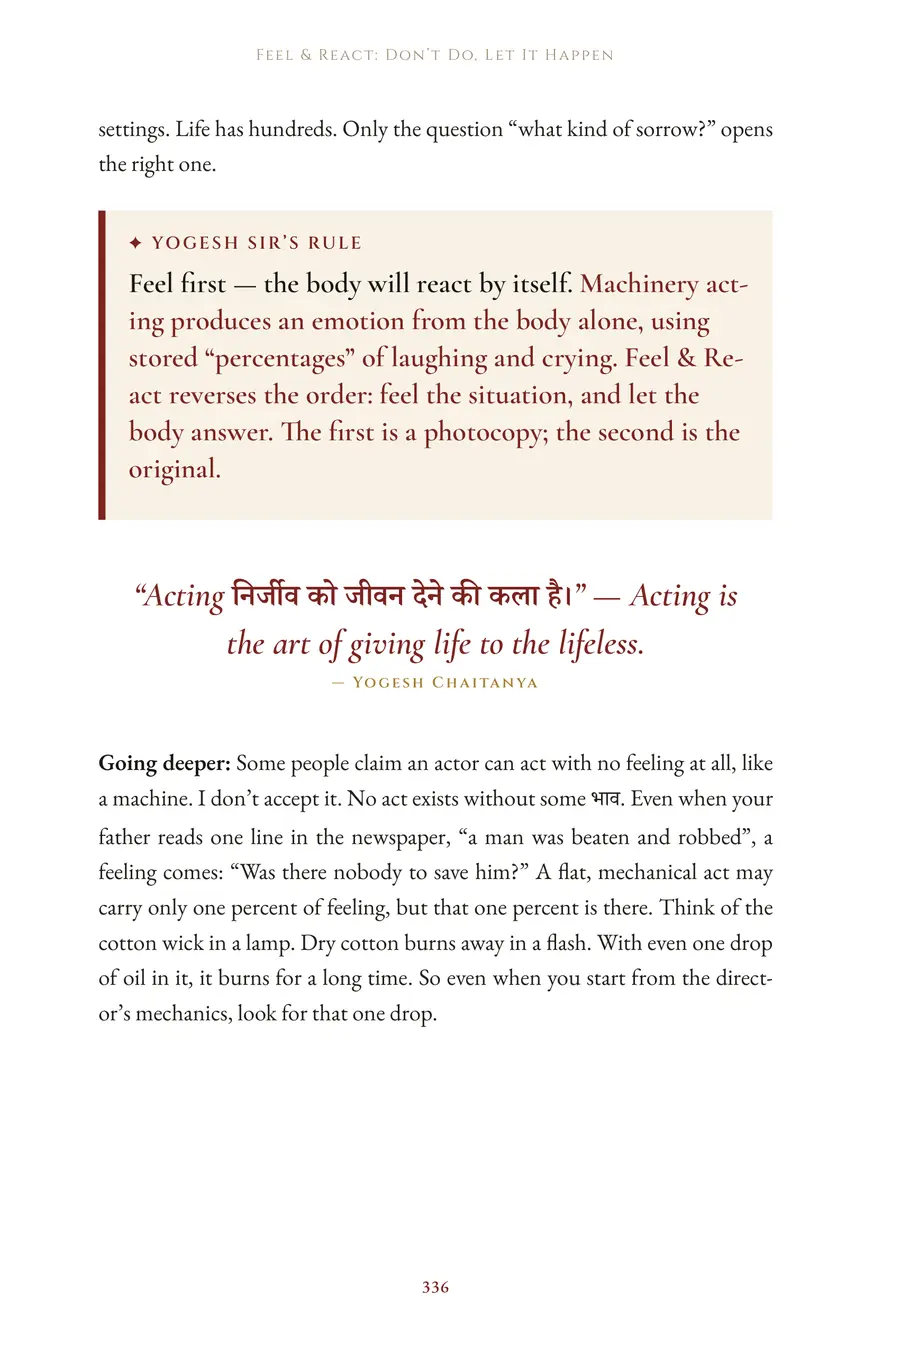 FEEL & REACT: DON’T DO, LET IT HAPPEN
settings. Life has hundreds. Only the question “what kind of sorrow?” opens
the right one.
✦ YOGESH SIR’S RULE
Feel first — the body will react by itself. Machinery act-
ing produces an emotion from the body alone, using
stored “percentages” of laughing and crying. Feel & Re-
act reverses the order: feel the situation, and let the
body answer. The first is a photocopy; the second is the
original.
“Acting निर्जीव को जीवन देने की कला है।” — Acting is
the art of giving life to the lifeless.
— YOGESH CHAITANYA
Going deeper: Some people claim an actor can act with no feeling at all, like
a machine. I don’t accept it. No act exists without some भाव. Even when your
father reads one line in the newspaper, “a man was beaten and robbed”, a
feeling comes: “Was there nobody to save him?” A flat, mechanical act may
carry only one percent of feeling, but that one percent is there. Think of the
cotton wick in a lamp. Dry cotton burns away in a flash. With even one drop
of oil in it, it burns for a long time. So even when you start from the direct-
or’s mechanics, look for that one drop.
336